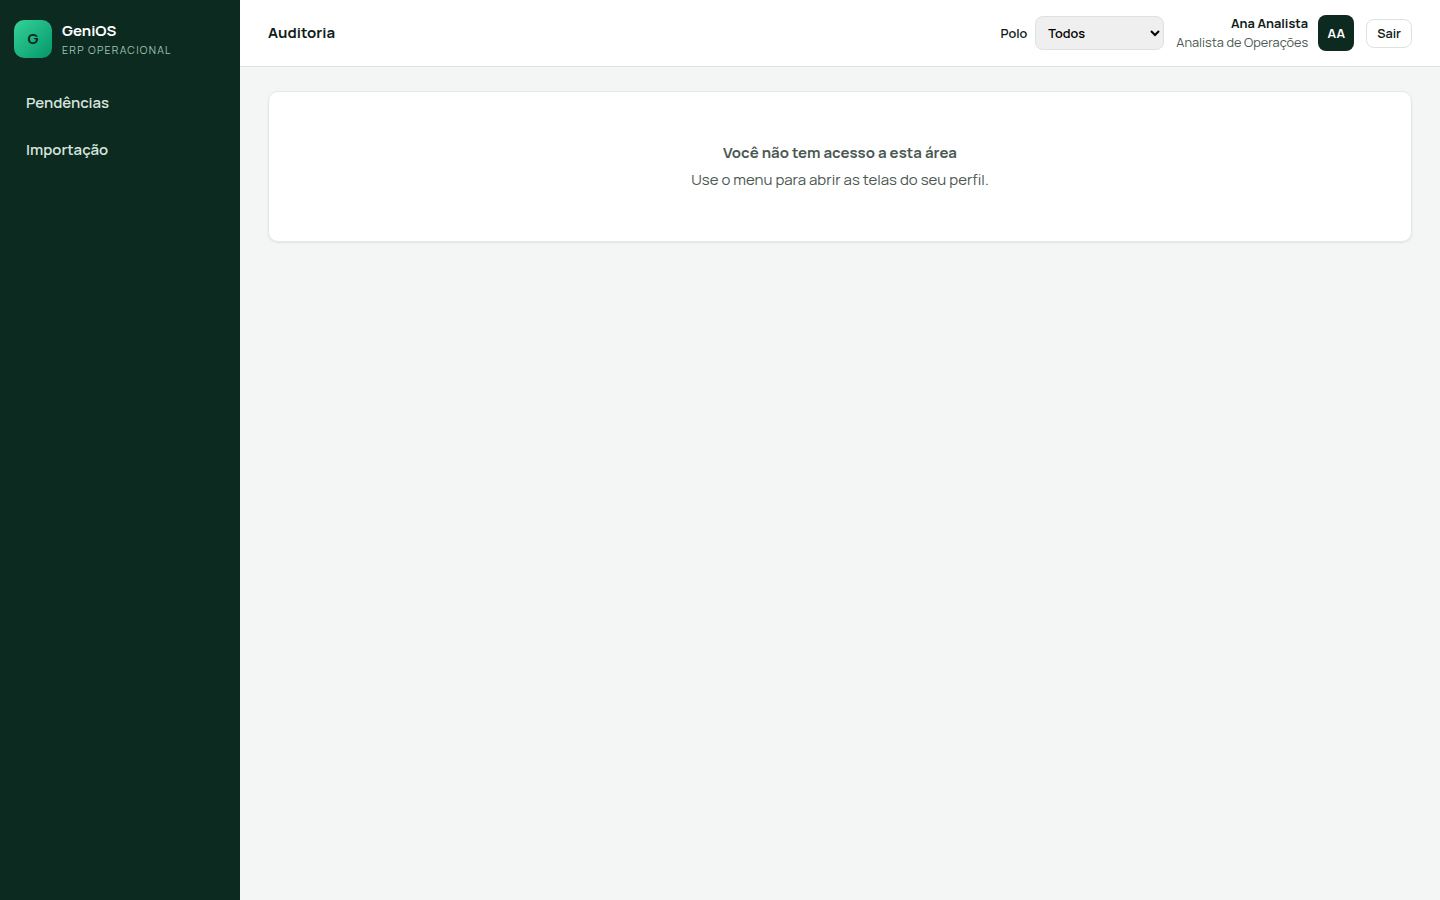 G
GeniOS
ERP OPERACIONAL
Pendências
Importação
Auditoria
Polo
Todos
Ana Analista
Analista de Operações
AA
Sair
Você não tem acesso a esta área
Use o menu para abrir as telas do seu perfil.